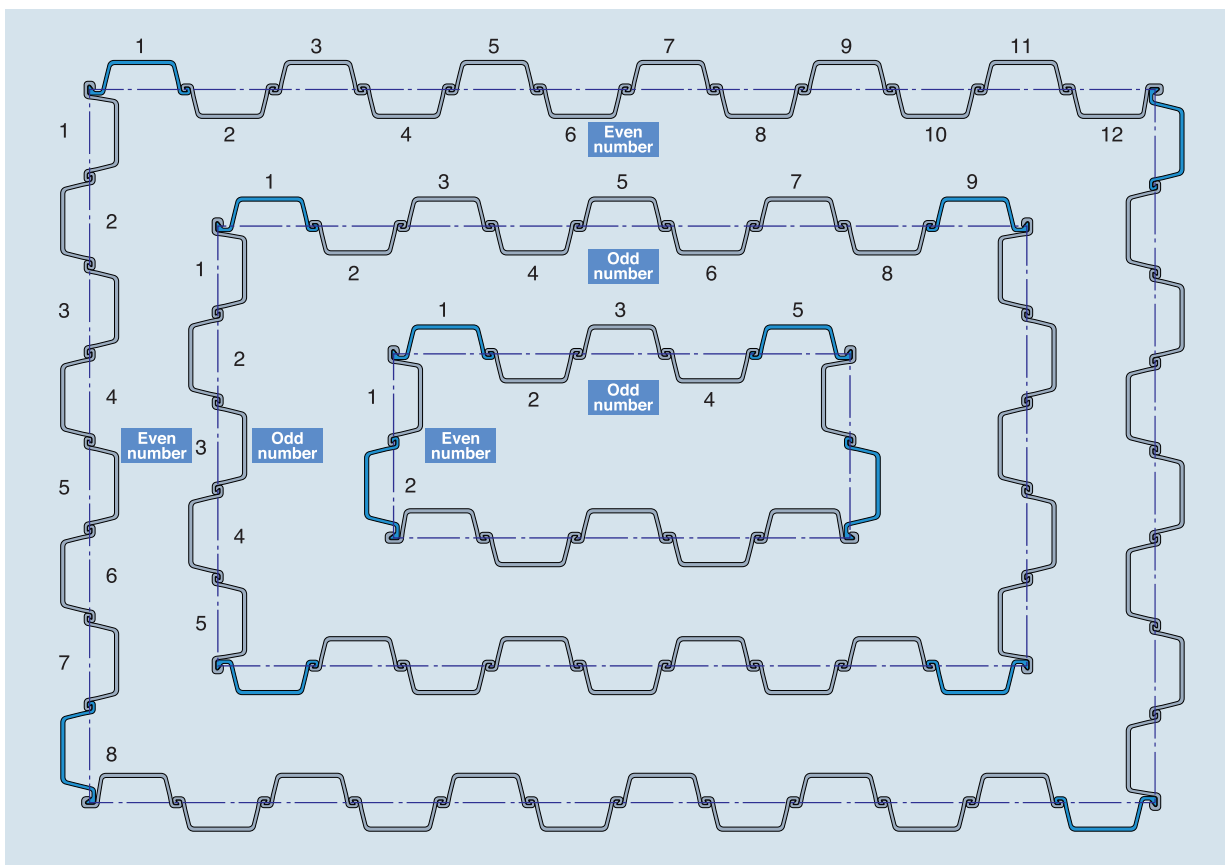 1 3 5 7 9 11
1 2 4 6 Even number 8 10 12
1 3 5 7 9
2
1 2 4 Odd number 6 8
3
1 3 5
2
1 2 Odd number 4
4
Even number 3 Odd number Even number
5 2
4
6
5
7
8